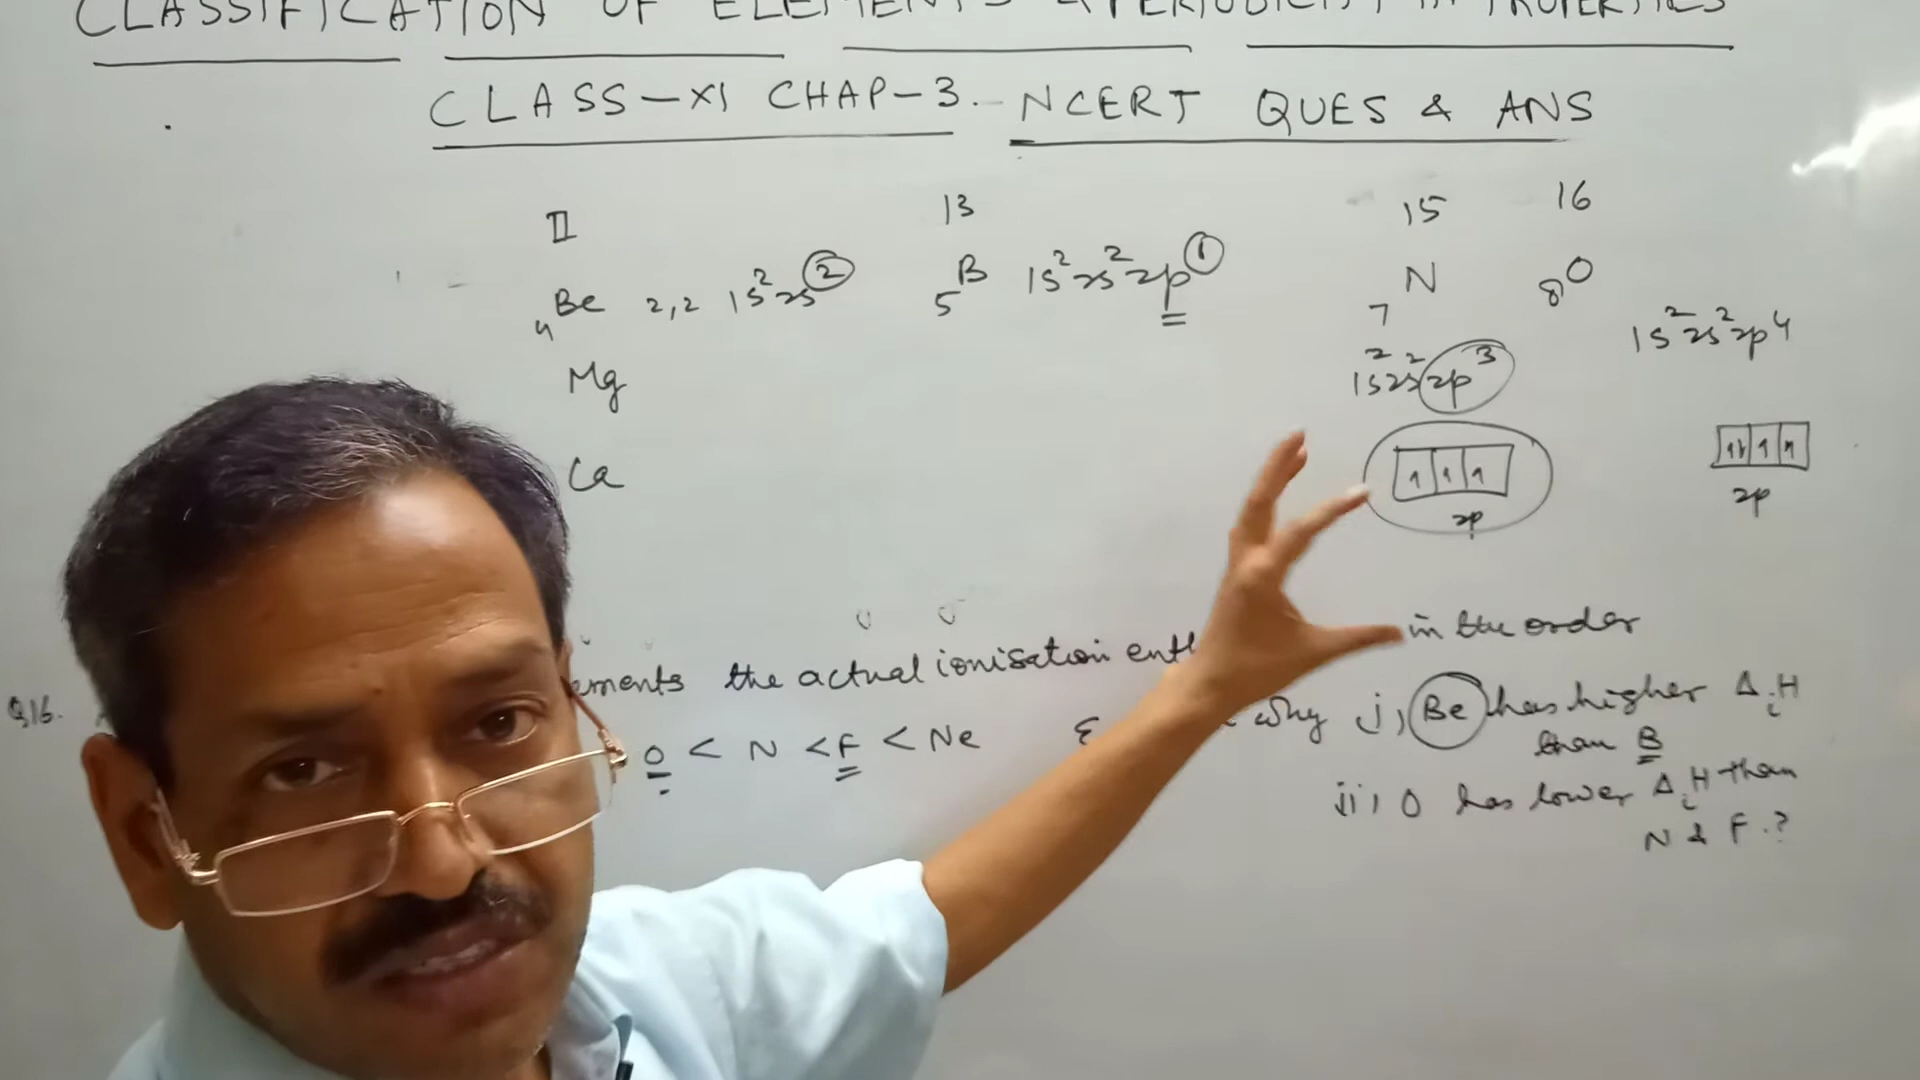 CLASSIFICATION OF ELEMENTS & PERIODICITY IN PROPERTIES
CLASS-XI CHAP-3. NCERT QUES & ANS
II 13 15 16
₄Be 2,2 1s²2s² ₅B 1s²2s²2p¹ ₇N ₈O
1s²2s²2p³ 1s²2s²2p⁴
Mg
Ca
2p 2p
Q16. ements the actual ionisation enth in the order
O < N < F < Ne why i) Be has higher ΔᵢH
than B
ii) O has lower ΔᵢH than
N & F.?